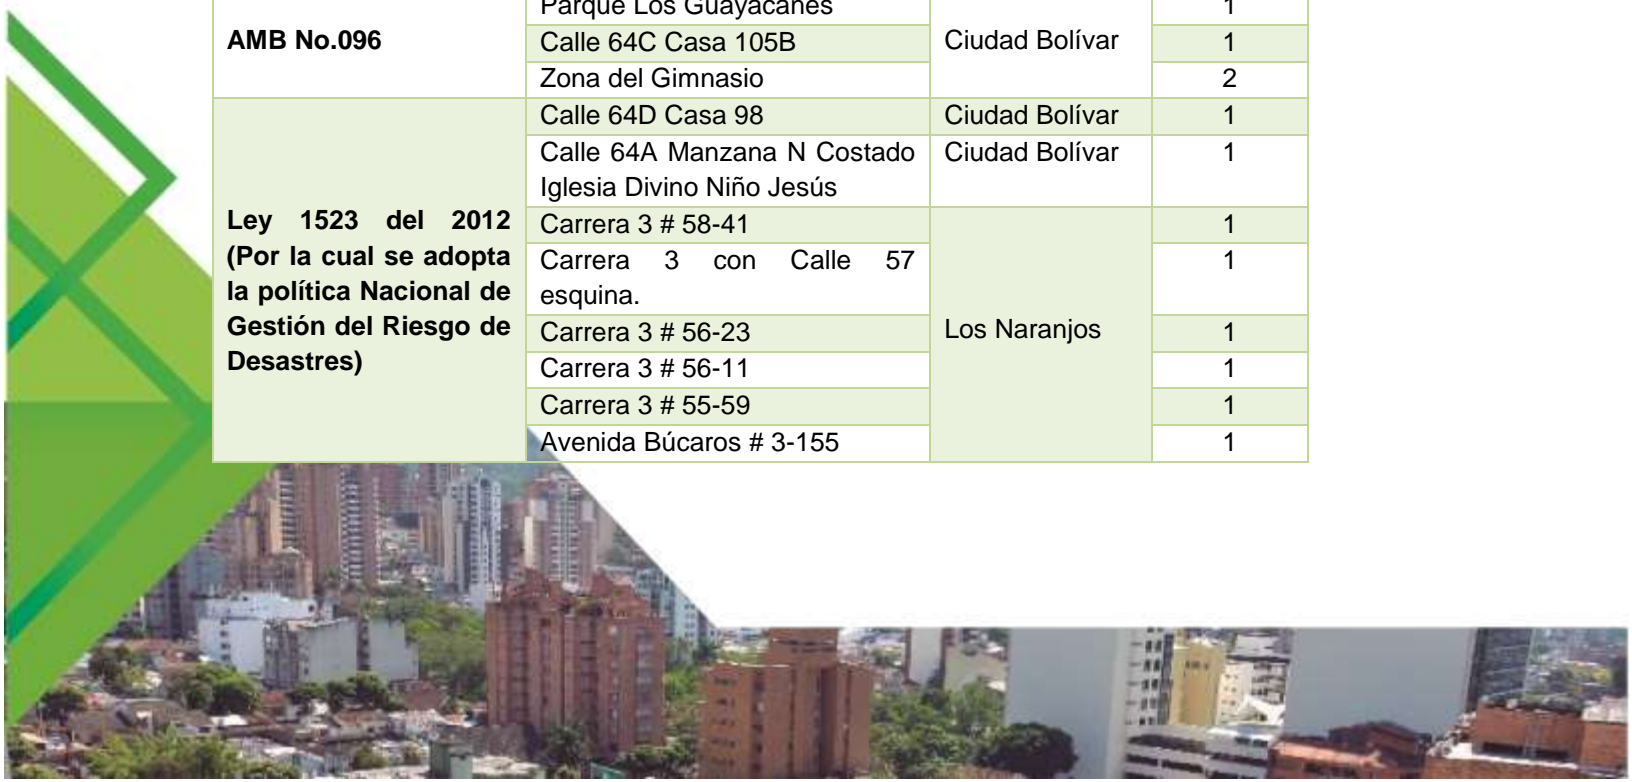 Parque Los Guayacanes 1
AMB No.096 Calle 64C Casa 105B Ciudad Bolívar 1
Zona del Gimnasio 2
Calle 64D Casa 98 Ciudad Bolívar 1
Calle 64A Manzana N Costado Ciudad Bolívar 1
Iglesia Divino Niño Jesús
Ley 1523 del 2012 Carrera 3 # 58-41 1
(Por la cual se adopta Carrera 3 con Calle 57 1
la política Nacional de esquina.
Gestión del Riesgo de Carrera 3 # 56-23 Los Naranjos 1
Desastres) Carrera 3 # 56-11 1
Carrera 3 # 55-59 1
Avenida Búcaros # 3-155 1